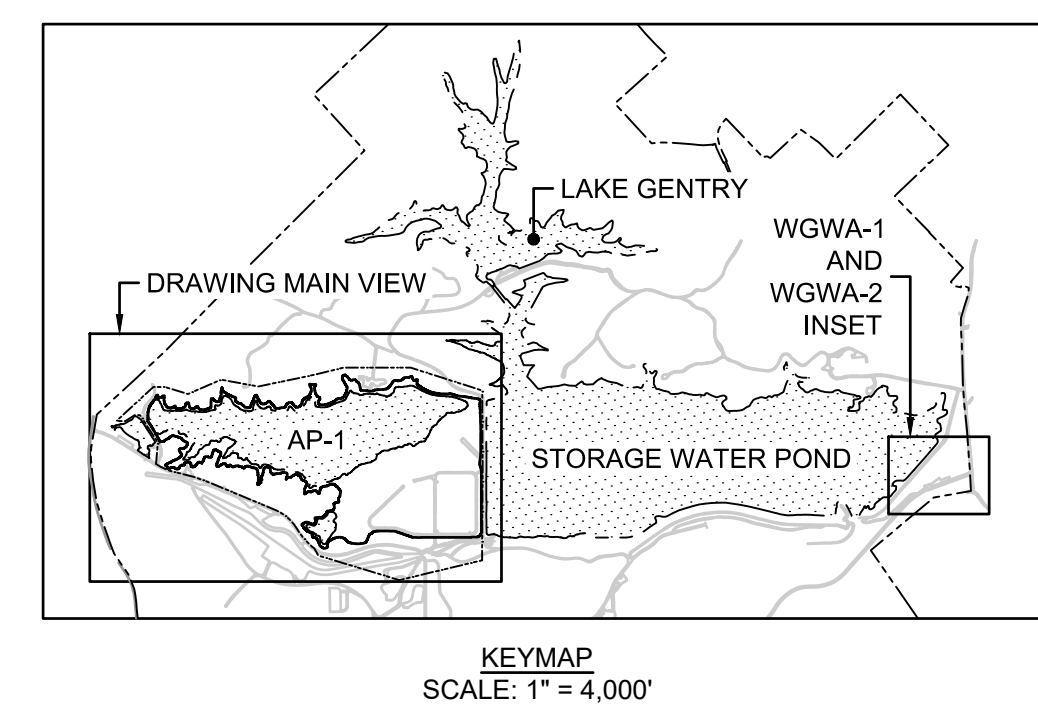 LAKE GENTRY
WGWA-1
AND
WGWA-2
INSET
DRAWING MAIN VIEW
AP-1
STORAGE WATER POND
KEYMAP
SCALE: 1" = 4,000'